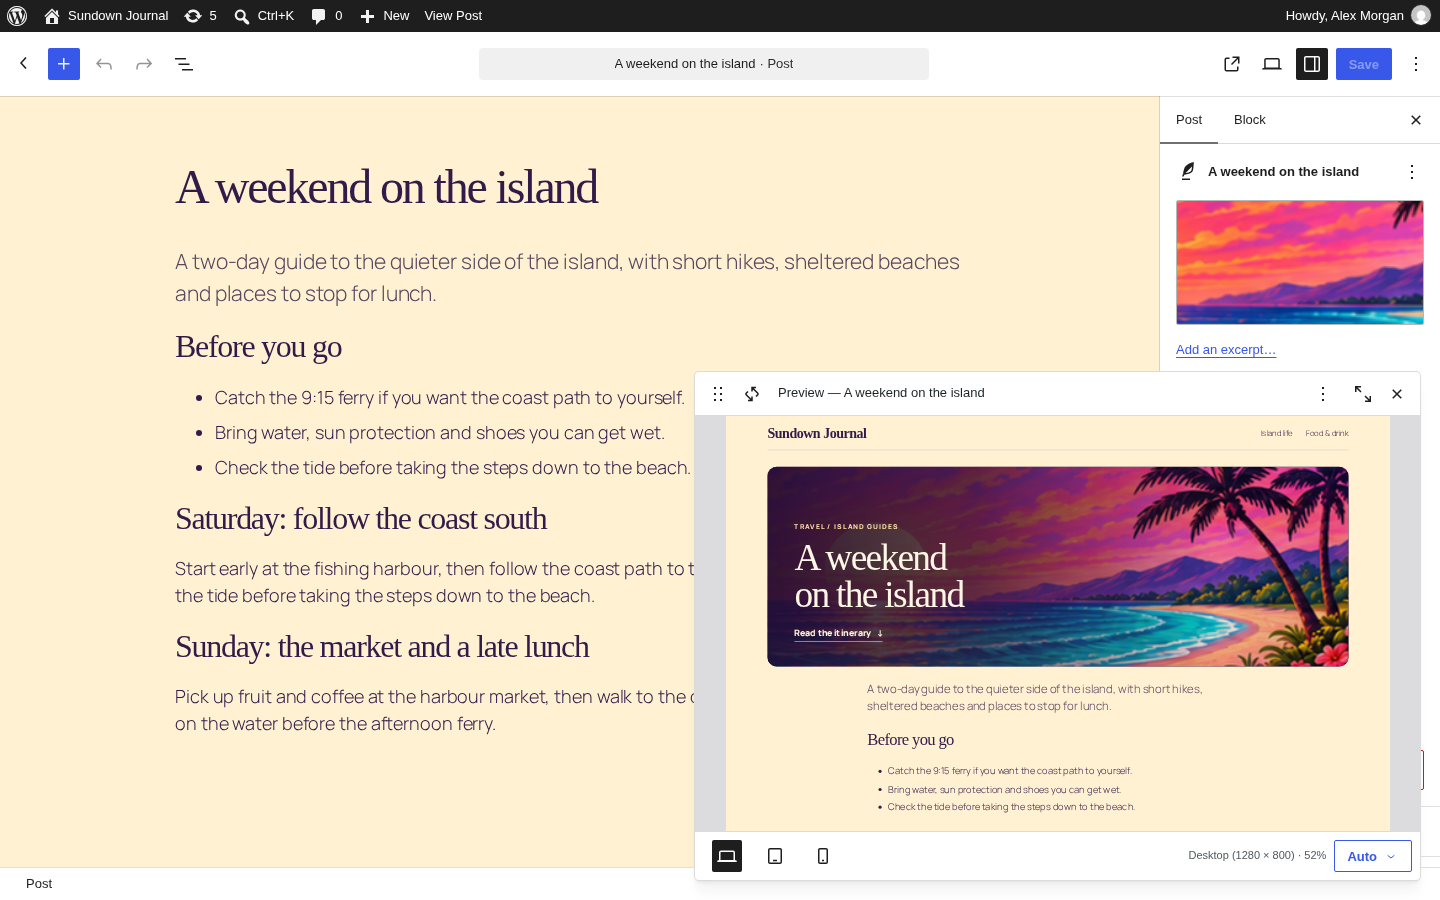 Sundown Journal
5
Ctrl+K
0
New
View Post
Howdy, Alex Morgan
A weekend on the island · Post
Save
A weekend on the island
A two-day guide to the quieter side of the island, with short hikes, sheltered beaches
and places to stop for lunch.
Before you go
Catch the 9:15 ferry if you want the coast path to yourself.
Bring water, sun protection and shoes you can get wet.
Check the tide before taking the steps down to the beach.
Saturday: follow the coast south
Start early at the fishing harbour, then follow the coast path to
the tide before taking the steps down to the beach.
Sunday: the market and a late lunch
Pick up fruit and coffee at the harbour market, then walk to the
on the water before the afternoon ferry.
Post
Post
Block
A weekend on the island
Add an excerpt…
Preview — A weekend on the island
Sundown Journal
Island life
Food & drink
TRAVEL / ISLAND GUIDES
A weekend
on the island
Read the itinerary ↓
A two-day guide to the quieter side of the island, with short hikes,
sheltered beaches and places to stop for lunch.
Before you go
Catch the 9:15 ferry if you want the coast path to yourself.
Bring water, sun protection and shoes you can get wet.
Check the tide before taking the steps down to the beach.
Desktop (1280 × 800) · 52%
Auto